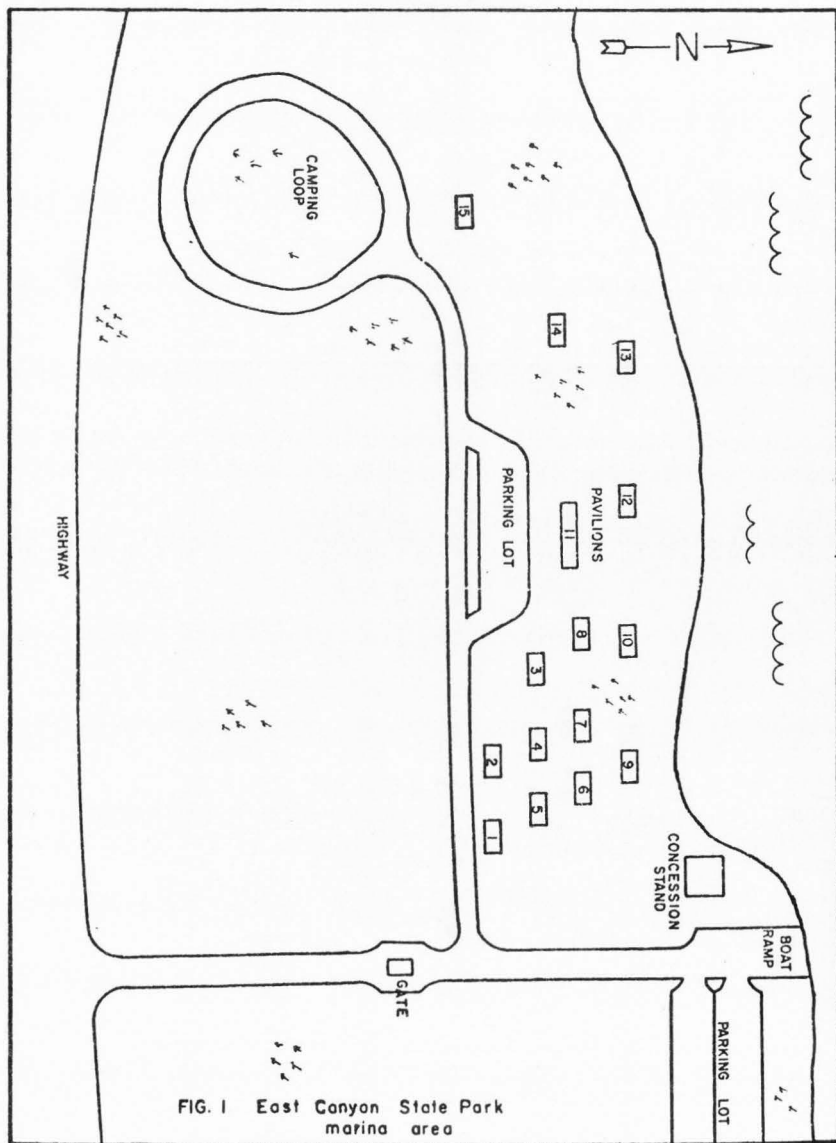 N
CAMPING
LOOP
15
14
13
PARKING LOT
PAVILIONS
12
11
HIGHWAY
8
10
3
7
4
2
9
6
5
1
CONCESSION
STAND
BOAT
RAMP
GATE
PARKING LOT
FIG. I East Canyon State Park
marina area